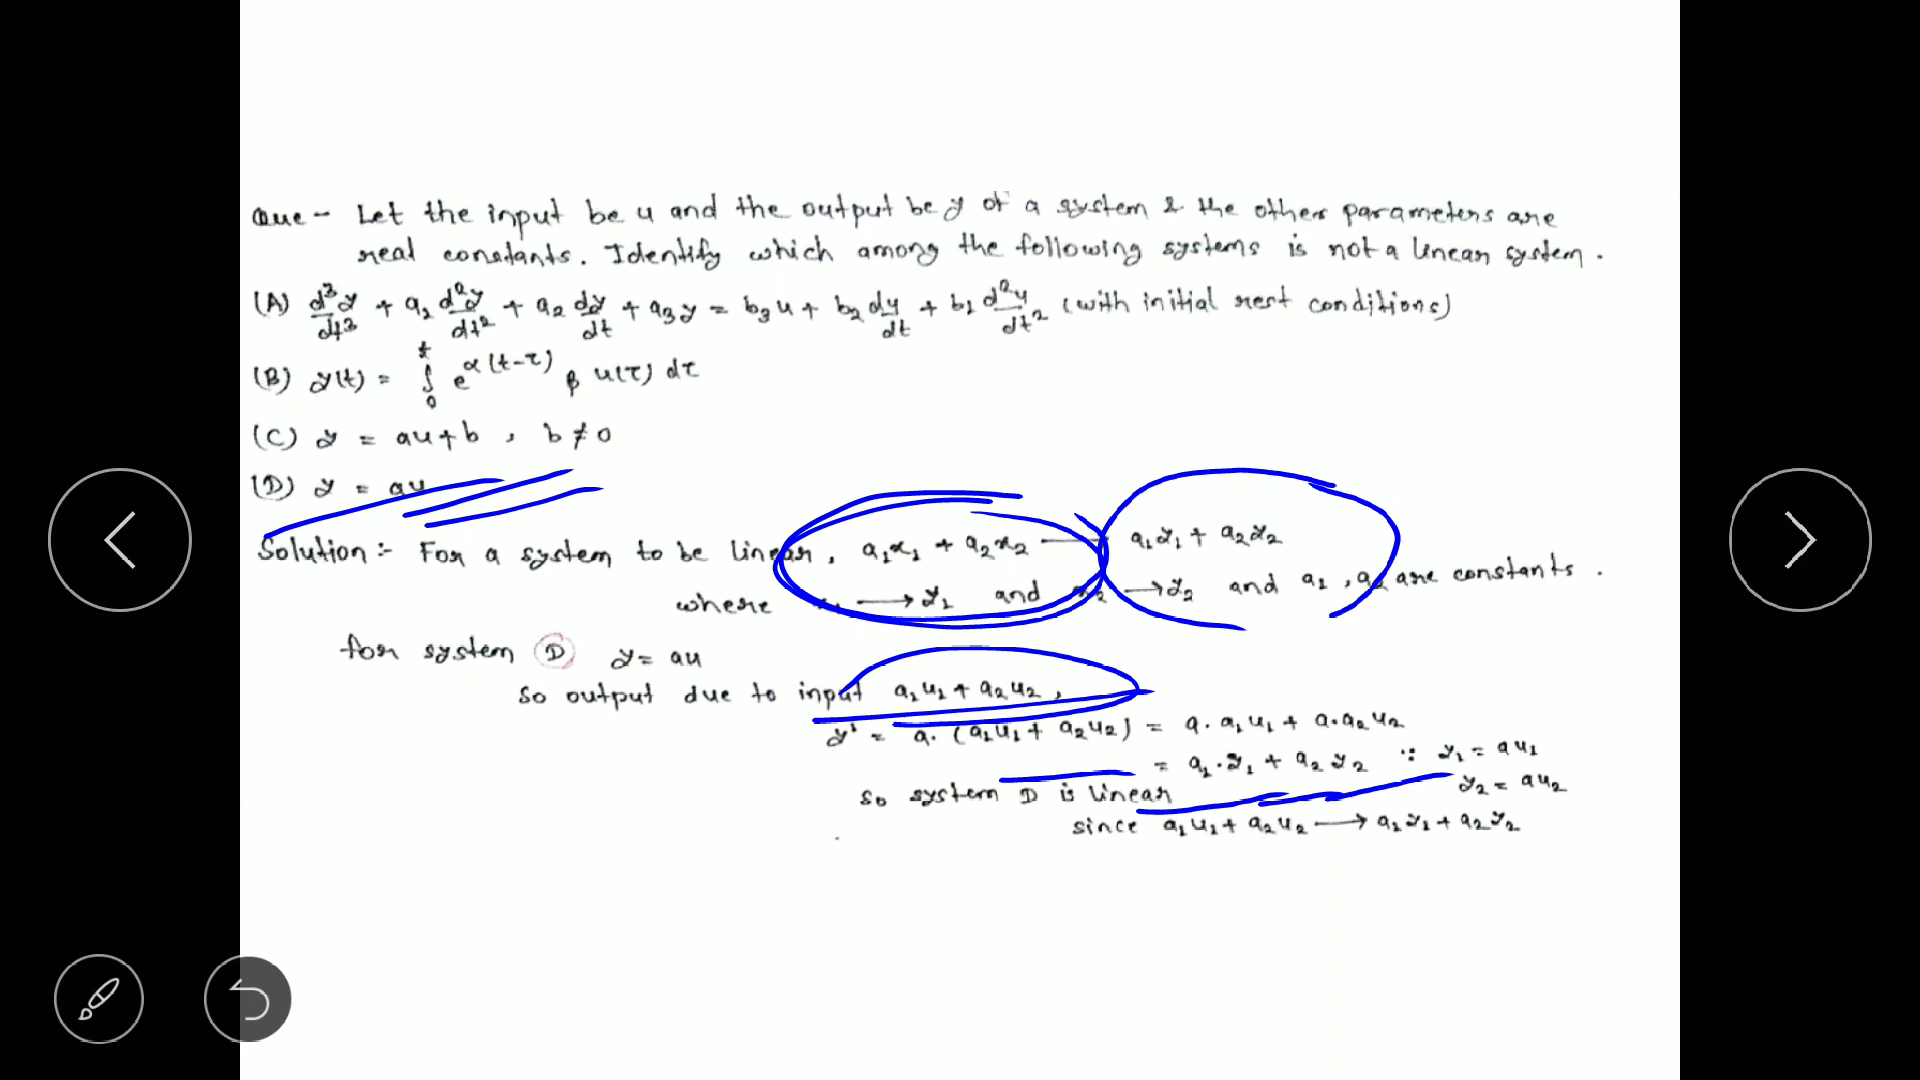 Que - Let the input be u and the output be y of a system & the other parameters are
real constants. Identify which among the following systems is not a linear system.
(A) d³y/dt³ + a₁ d²y/dt² + a₂ dy/dt + a₃y = b₃u + b₂ du/dt + b₁ d²u/dt² (with initial rest conditions)
(B) y(t) = ∫₀ᵗ e^α(t-τ) β u(τ) dτ
(C) y = au+b , b ≠ 0
(D) y = au
Solution :- For a system to be linear, a₁x₁ + a₂x₂ → a₁y₁ + a₂y₂
where → y₁ and x₂ → y₂ and a₁, a₂ are constants.
for system D y = au
So output due to input a₁u₁ + a₂u₂,
y' = a. (a₁u₁ + a₂u₂) = a. a₁u₁ + a. a₂u₂
= a₁.y₁ + a₂y₂ ∵ y₁ = au₁
y₂ = au₂
So system D is linear
since a₁u₁ + a₂u₂ → a₁y₁ + a₂y₂